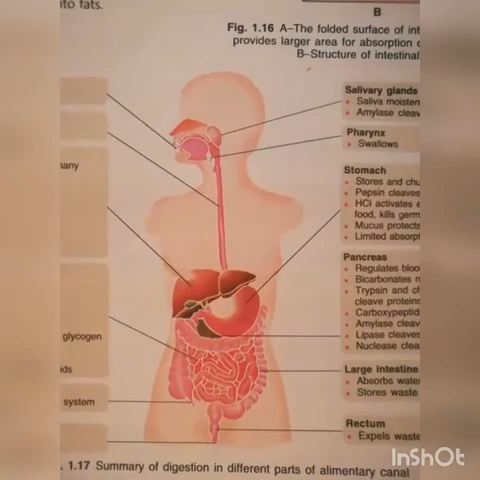 to fats.
B
Fig. 1.16 A–The folded surface of int
provides larger area for absorption
B–Structure of intestinal
Salivary glands
• Saliva moisten
• Amylase cleav
Pharynx
• Swallows
many
Stomach
• Stores and chu
• Pepsin cleaves
• HCl activates e
food, kills germ
• Mucus protects
• Limited absorpt
Pancreas
• Regulates bloo
• Bicarbonates n
• Trypsin and ch
cleave proteins
• Carboxypeptid
• Amylase cleav
• Lipase cleaves
• Nuclease clea
glycogen
ids
Large intestine
• Absorbs wate
• Stores waste
system
Rectum
• Expels waste
. 1.17 Summary of digestion in different parts of alimentary canal
InShOt